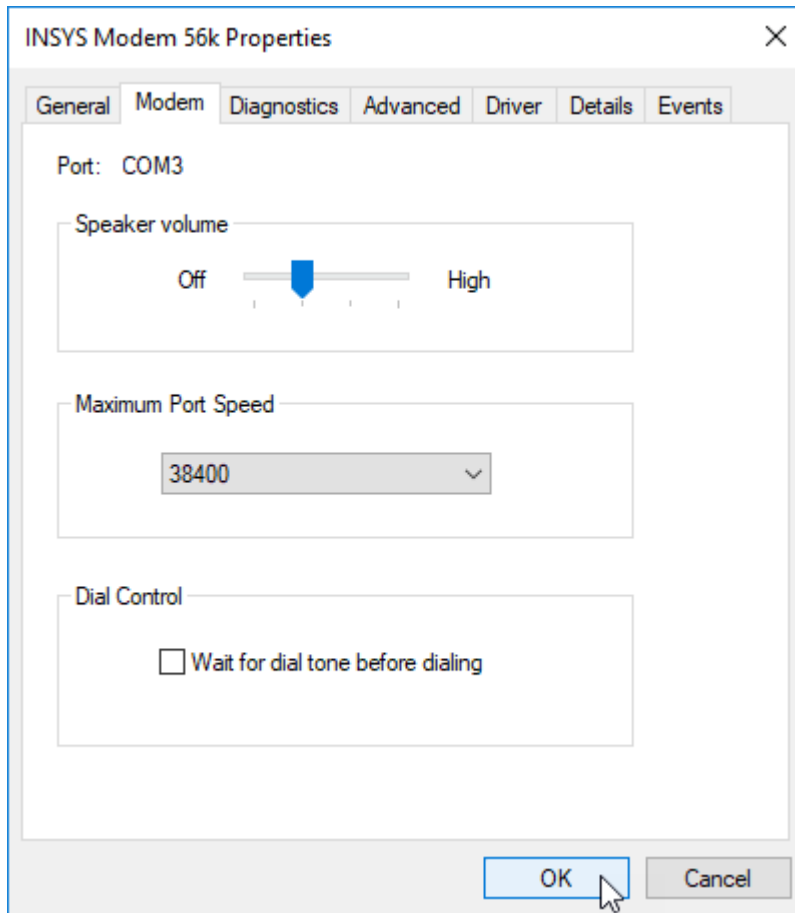 INSYS Modem 56k Properties
General Modem Diagnostics Advanced Driver Details Events
Port: COM3
Speaker volume
Off High
Maximum Port Speed
38400
Dial Control
Wait for dial tone before dialing
OK Cancel